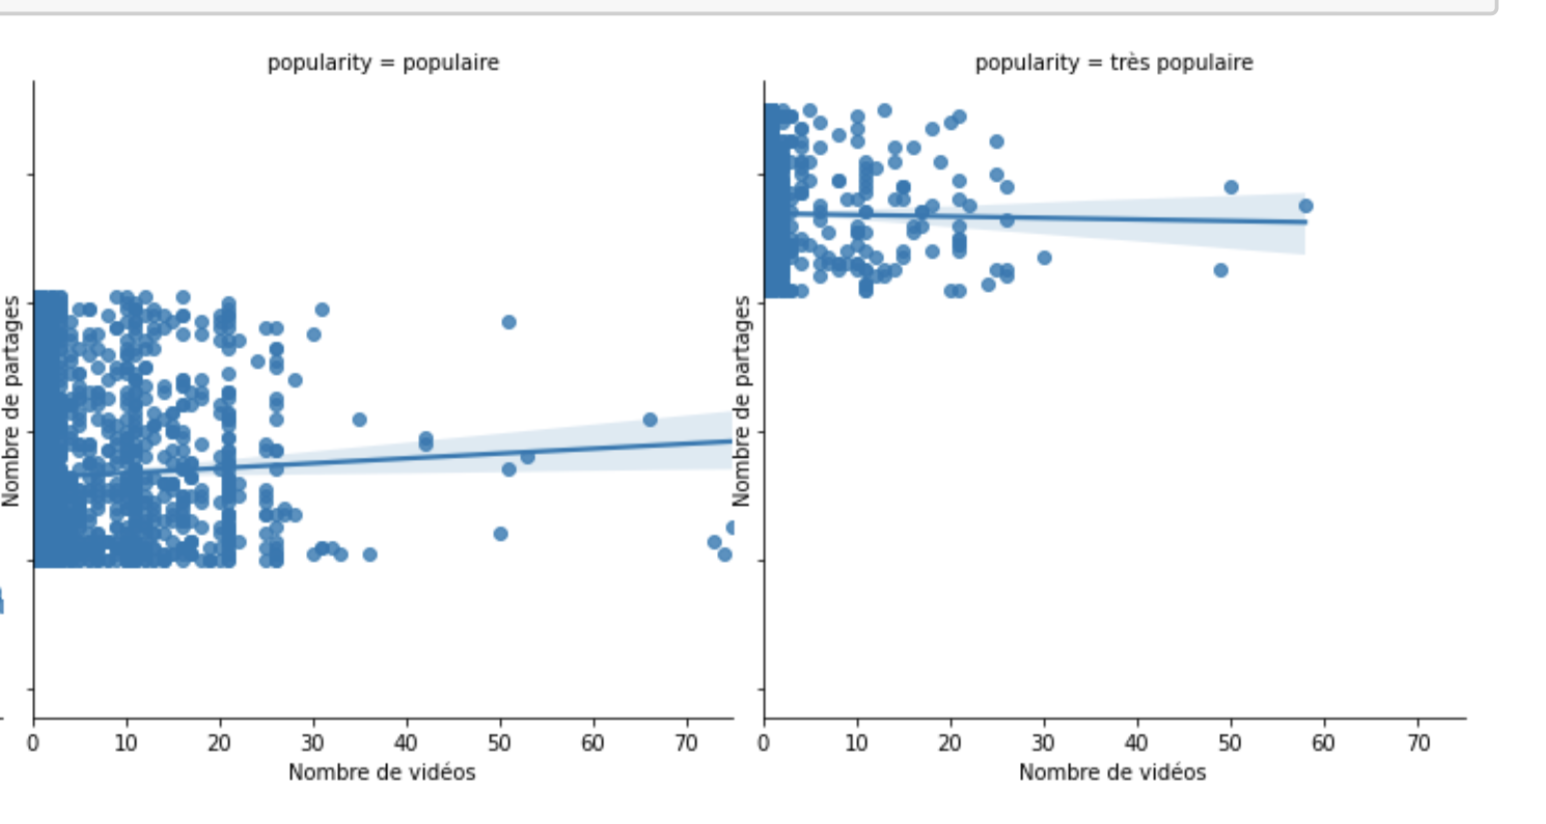 popularity = populaire
popularity = très populaire
Nombre de partages
Nombre de partages
0 10 20 30 40 50 60 70
0 10 20 30 40 50 60 70
Nombre de vidéos
Nombre de vidéos